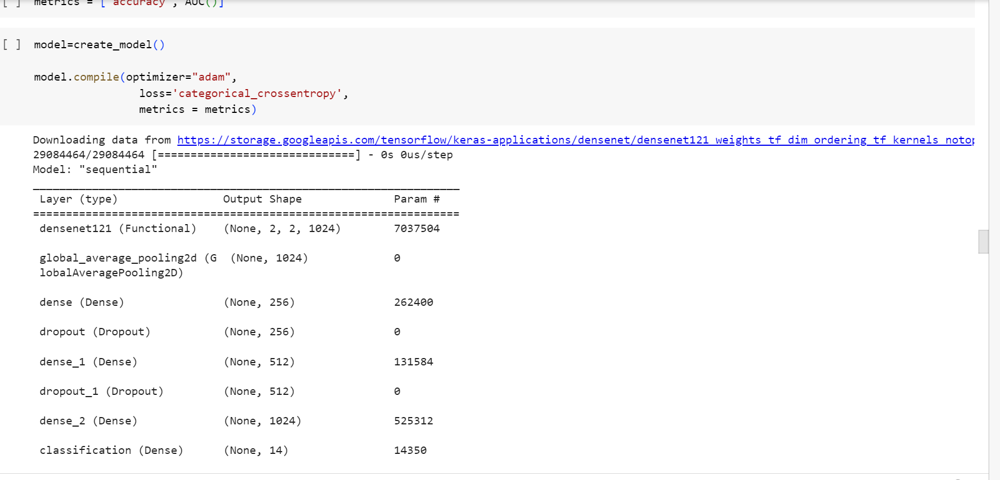 [ ] metrics = ["accuracy", AUC()]
[ ] model=create_model()
model.compile(optimizer="adam",
loss='categorical_crossentropy',
metrics = metrics)
Downloading data from https://storage.googleapis.com/tensorflow/keras-applications/densenet/densenet121_weights_tf_dim_ordering_tf_kernels_notop
29084464/29084464 [==============================] - 0s 0us/step
Model: "sequential"
_________________________________________________________________
Layer (type) Output Shape Param #
=================================================================
densenet121 (Functional) (None, 2, 2, 1024) 7037504
global_average_pooling2d (G (None, 1024) 0
lobalAveragePooling2D)
dense (Dense) (None, 256) 262400
dropout (Dropout) (None, 256) 0
dense_1 (Dense) (None, 512) 131584
dropout_1 (Dropout) (None, 512) 0
dense_2 (Dense) (None, 1024) 525312
classification (Dense) (None, 14) 14350